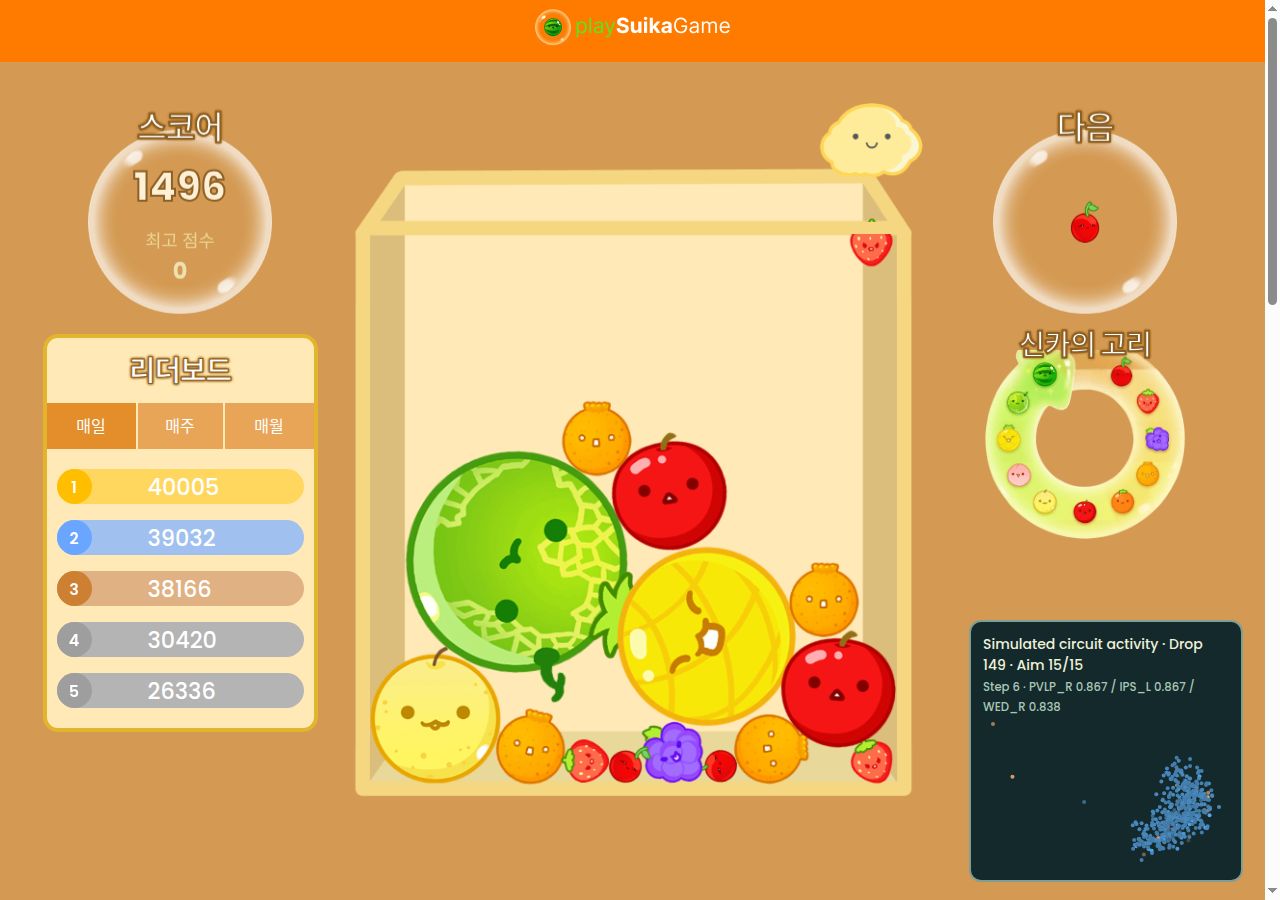 playSuikaGame
스코어
1496
최고 점수
0
리더보드
매일 매주 매월
1 40005
2 39032
3 38166
4 30420
5 26336
다음
신카의 고리
Simulated circuit activity · Drop
149 · Aim 15/15
Step 6 · PVLP_R 0.867 / IPS_L 0.867 /
WED_R 0.838